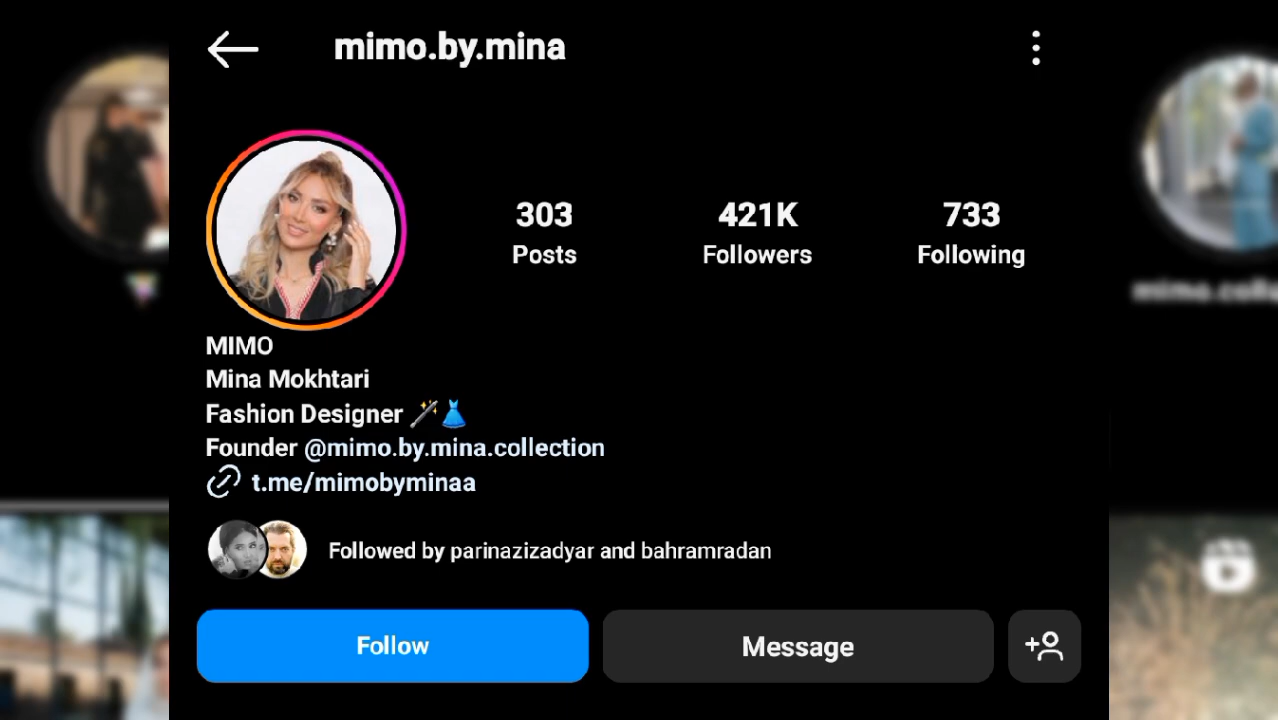 mimo.by.mina
303
Posts
421K
Followers
733
Following
MIMO
Mina Mokhtari
Fashion Designer 🪄👗
Founder @mimo.by.mina.collection
t.me/mimobyminaa
Followed by parinazizadyar and bahramradan
Follow
Message